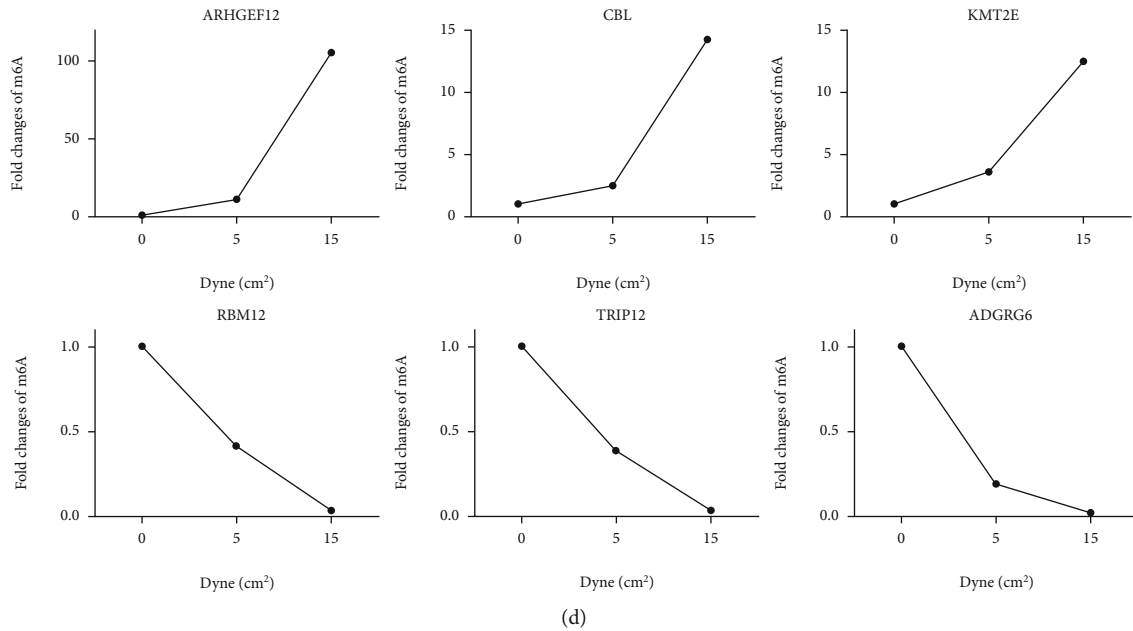 ARHGEF12
Fold changes of m6A
100
50
0
0 5 15
Dyne (cm²)
CBL
Fold changes of m6A
15
10
5
0
0 5 15
Dyne (cm²)
KMT2E
Fold changes of m6A
15
10
5
0
0 5 15
Dyne (cm²)
RBM12
Fold changes of m6A
1.0
0.5
0.0
0 5 15
Dyne (cm²)
TRIP12
Fold changes of m6A
1.0
0.5
0.0
0 5 15
Dyne (cm²)
ADGRG6
Fold changes of m6A
1.0
0.5
0.0
0 5 15
Dyne (cm²)
(d)